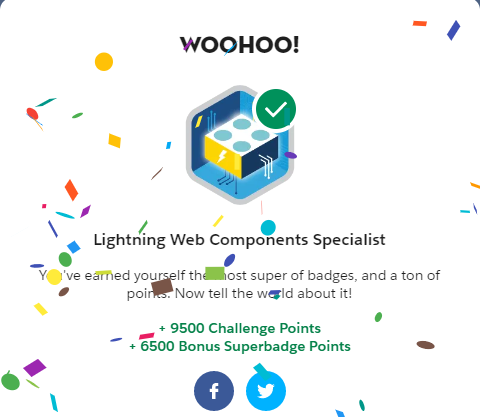 WOOHOO!
Lightning Web Components Specialist
You've earned yourself the most super of badges, and a ton of
points. Now tell the world about it!
+ 9500 Challenge Points
+ 6500 Bonus Superbadge Points